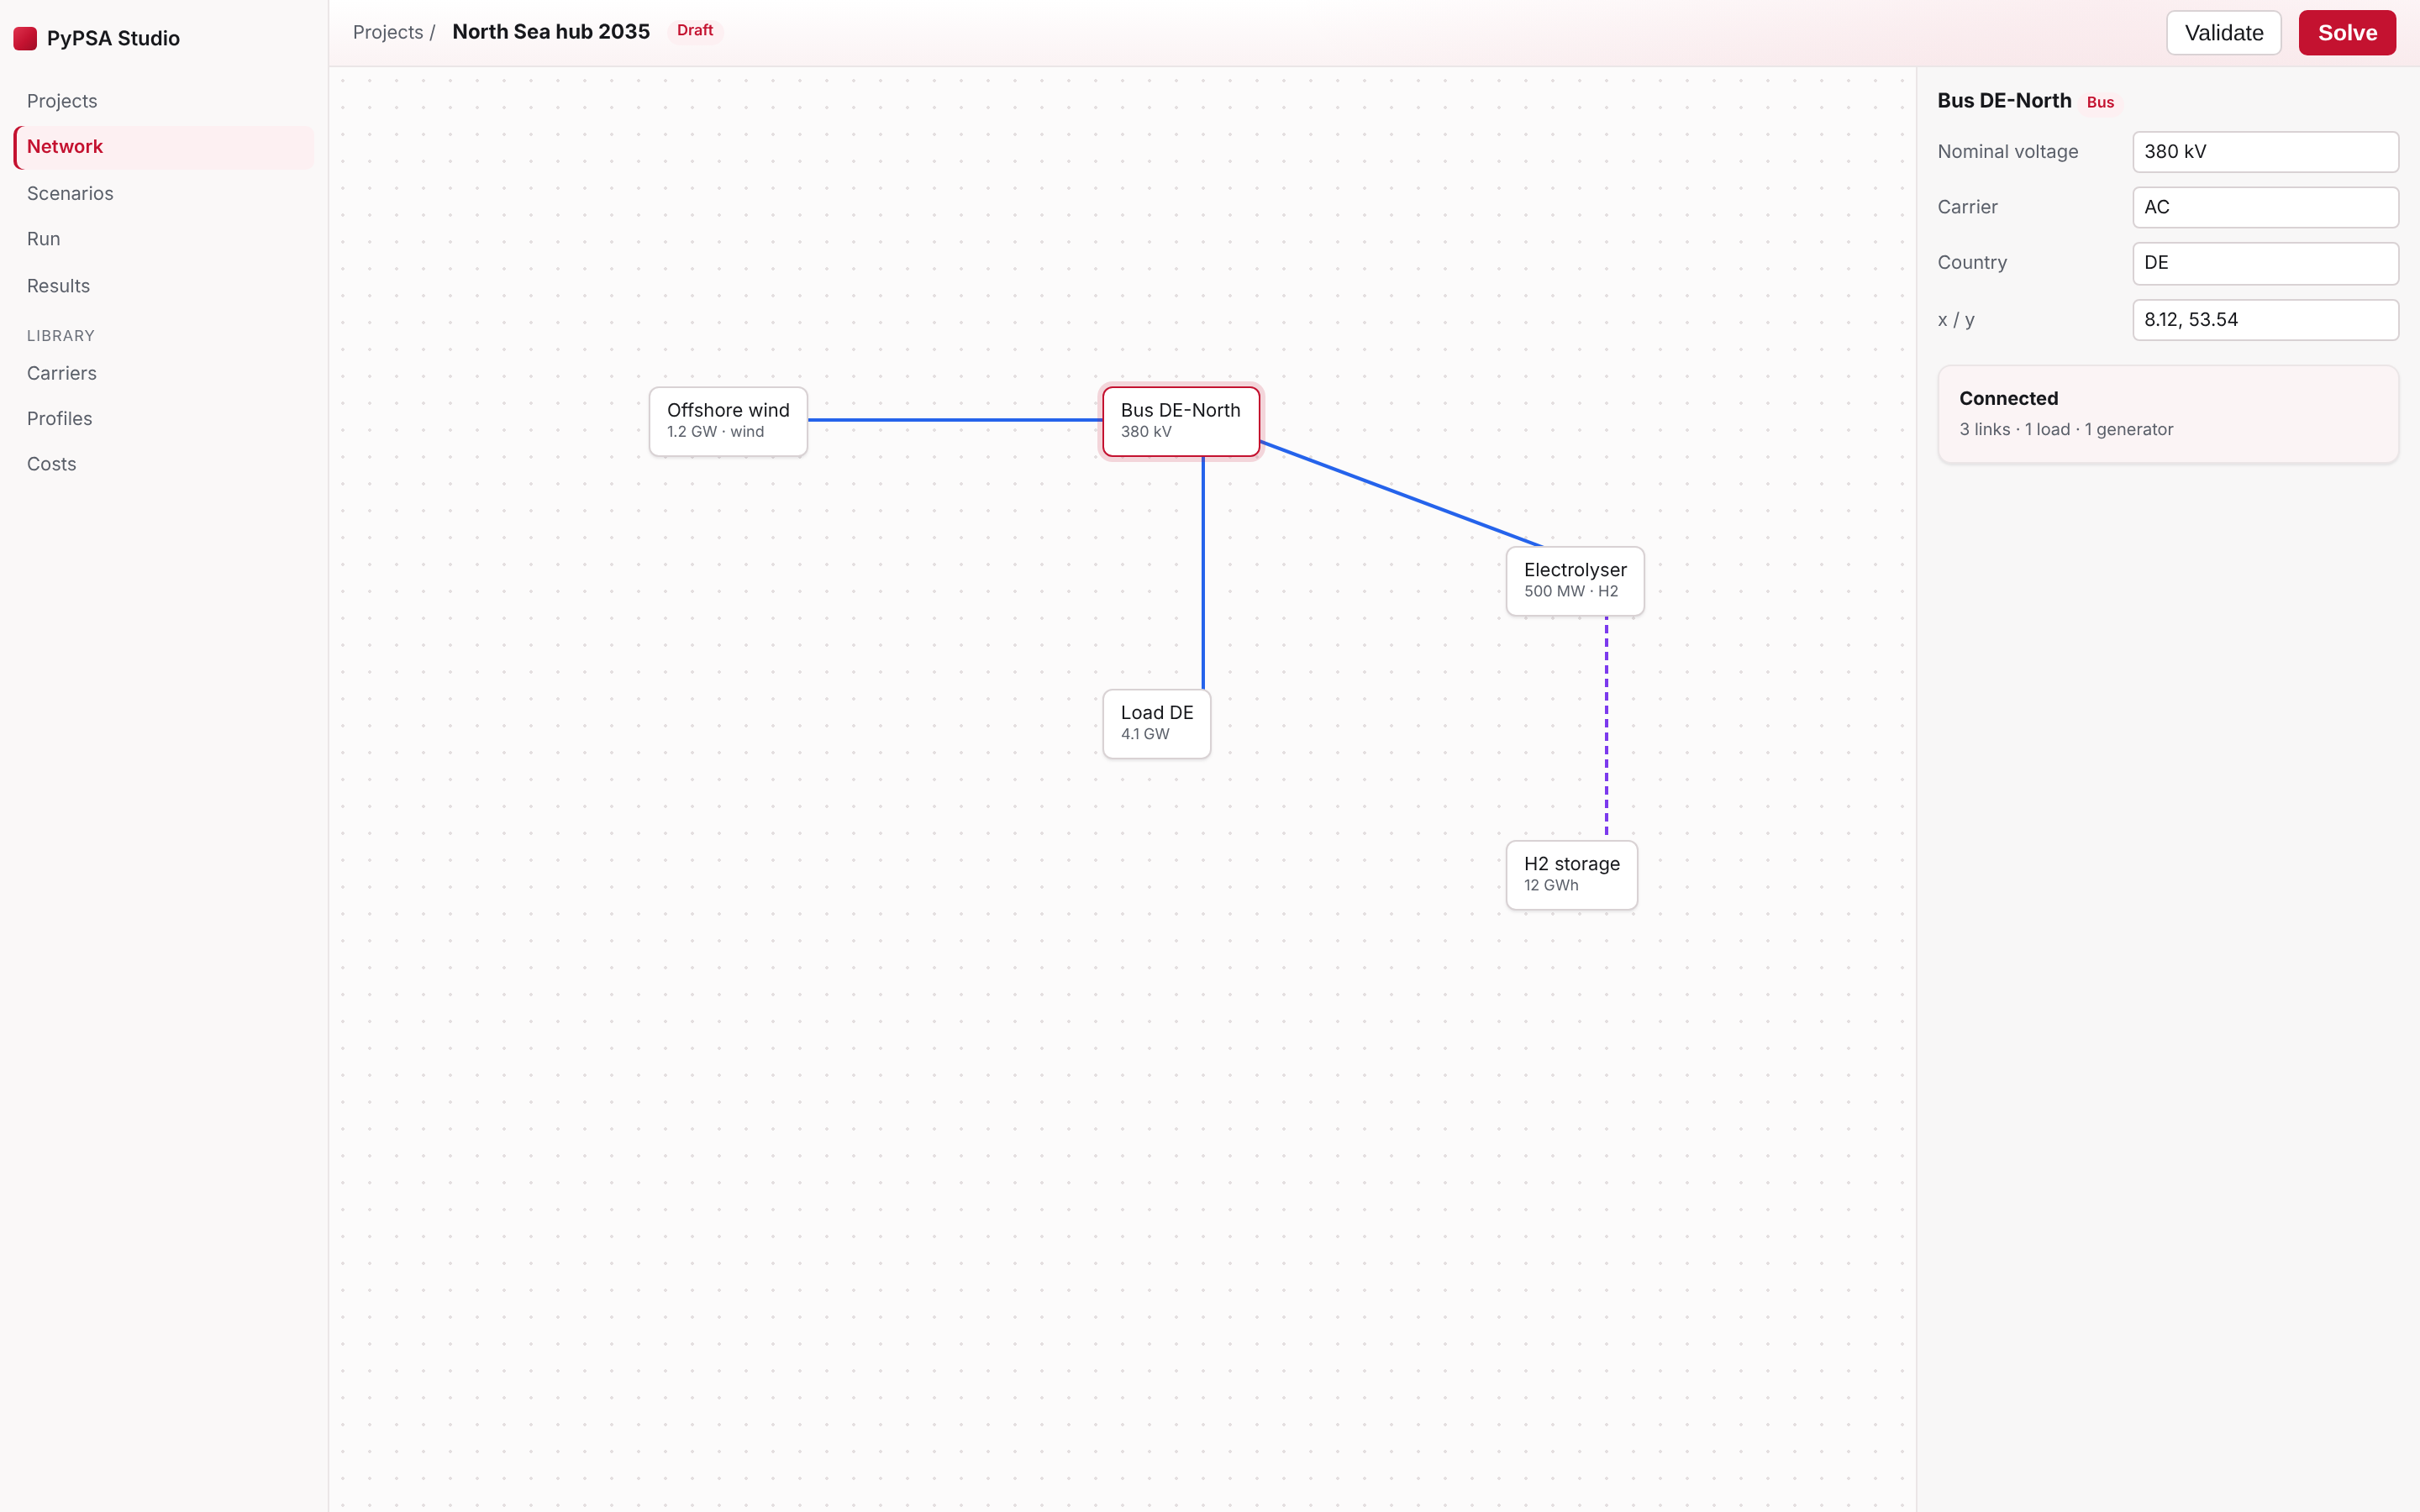 PyPSA Studio
Projects
Network
Scenarios
Run
Results
LIBRARY
Carriers
Profiles
Costs
Projects / North Sea hub 2035 Draft
Validate
Solve
Offshore wind
1.2 GW · wind
Bus DE-North
380 kV
Electrolyser
500 MW · H2
Load DE
4.1 GW
H2 storage
12 GWh
Bus DE-North Bus
Nominal voltage 380 kV
Carrier AC
Country DE
x / y 8.12, 53.54
Connected
3 links · 1 load · 1 generator